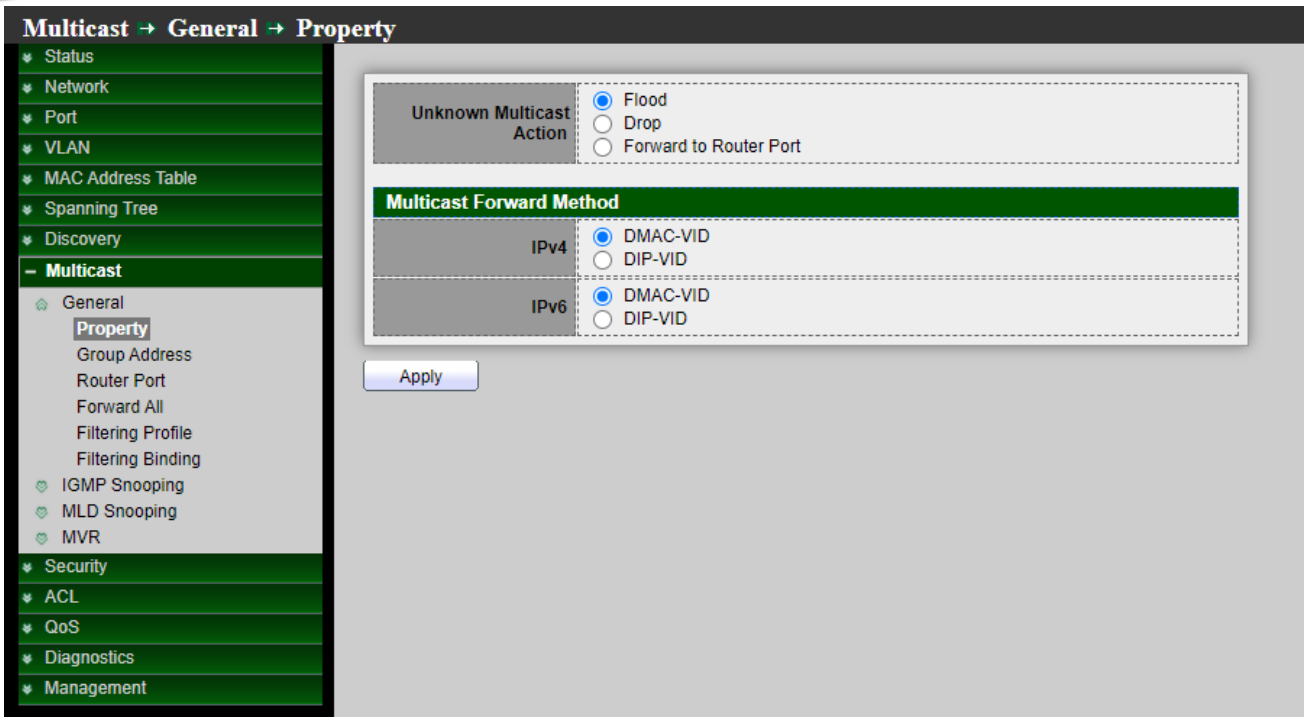 Multicast → General → Property
Status
Network
Port
VLAN
MAC Address Table
Spanning Tree
Discovery
Multicast
General
Property
Group Address
Router Port
Forward All
Filtering Profile
Filtering Binding
IGMP Snooping
MLD Snooping
MVR
Security
ACL
QoS
Diagnostics
Management
Unknown Multicast
Action
Flood
Drop
Forward to Router Port
Multicast Forward Method
IPv4
DMAC-VID
DIP-VID
IPv6
DMAC-VID
DIP-VID
Apply